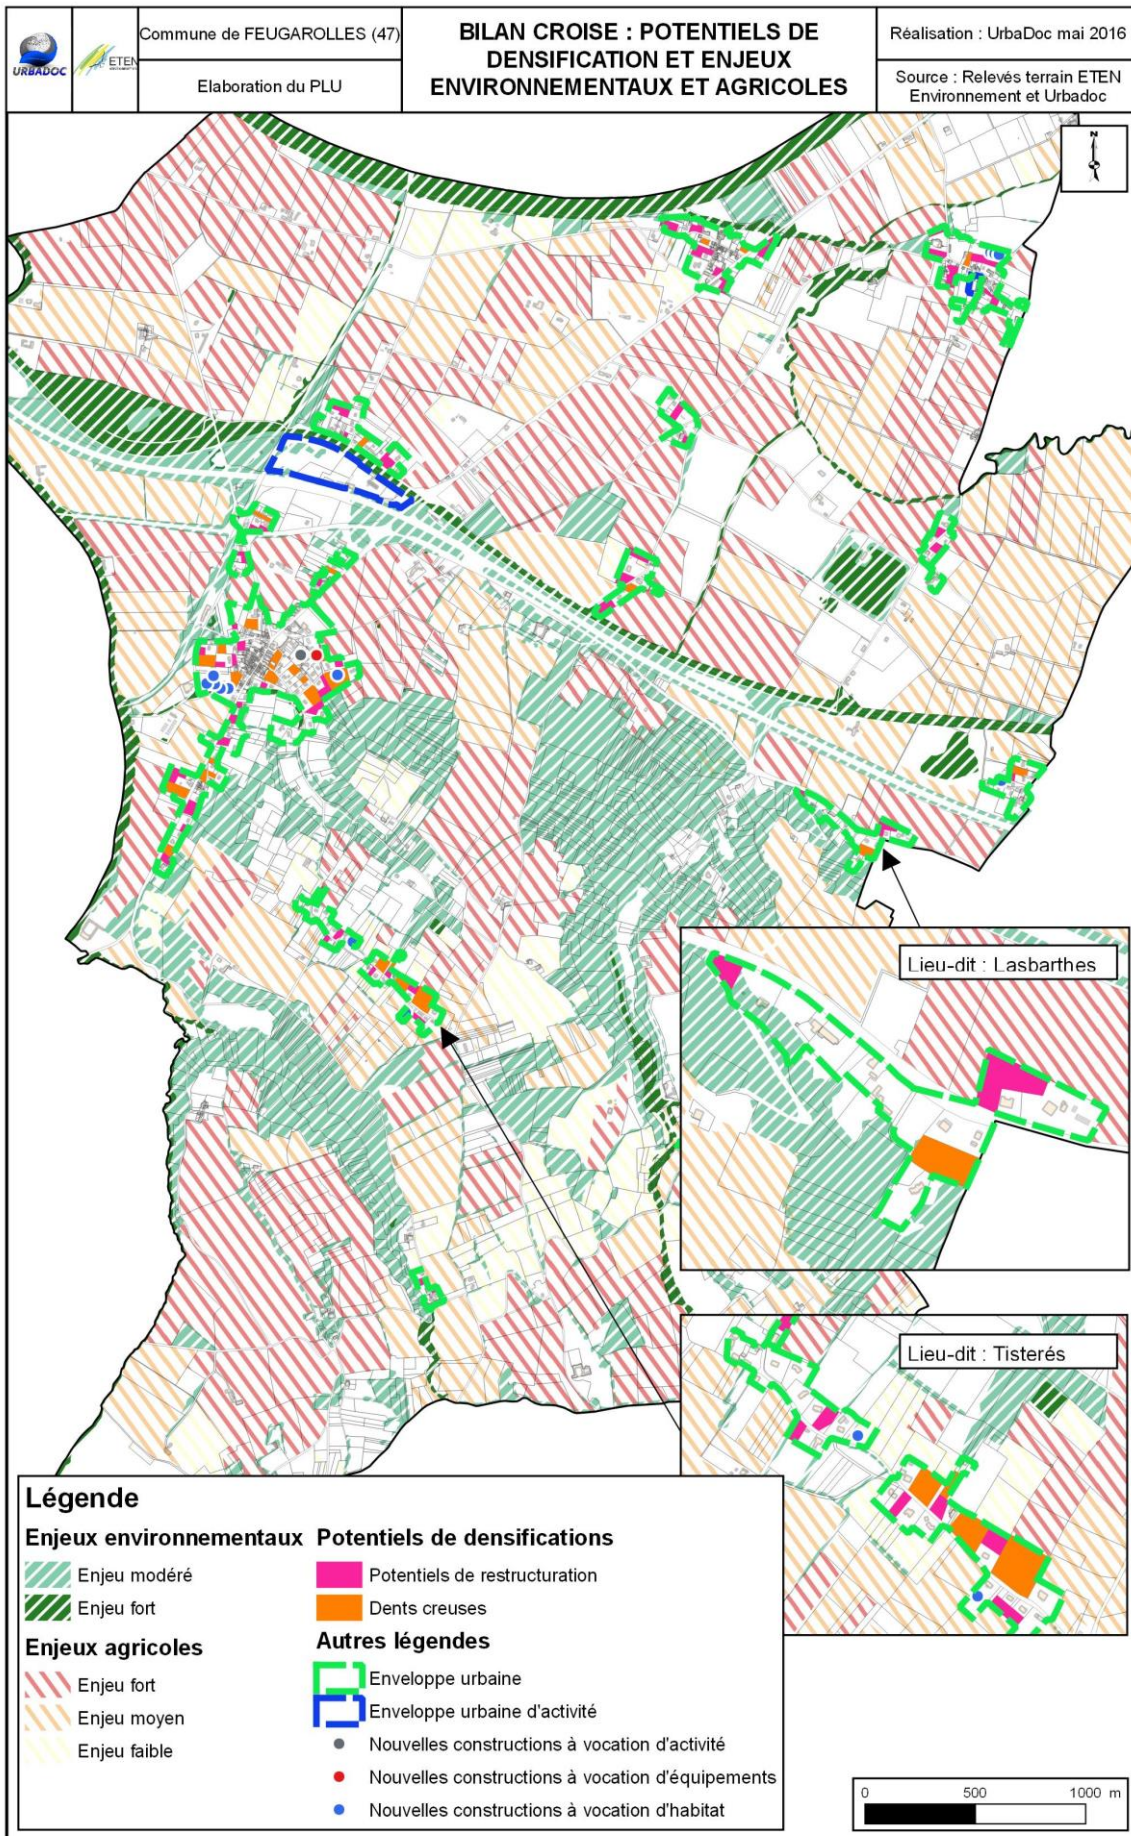 URBADOC
ETEN
Commune de FEUGAROLLES (47)
Elaboration du PLU
BILAN CROISE : POTENTIELS DE
DENSIFICATION ET ENJEUX
ENVIRONNEMENTAUX ET AGRICOLES
Réalisation : UrbaDoc mai 2016
Source : Relevés terrain ETEN
Environnement et Urbadoc
N
Lieu-dit : Lasbarthes
Lieu-dit : Tisterés
Légende
Enjeux environnementaux
Enjeu modéré
Enjeu fort
Enjeux agricoles
Enjeu fort
Enjeu moyen
Enjeu faible
Potentiels de densifications
Potentiels de restructuration
Dents creuses
Autres légendes
Enveloppe urbaine
Enveloppe urbaine d'activité
Nouvelles constructions à vocation d'activité
Nouvelles constructions à vocation d'équipements
Nouvelles constructions à vocation d'habitat
0 500 1000 m